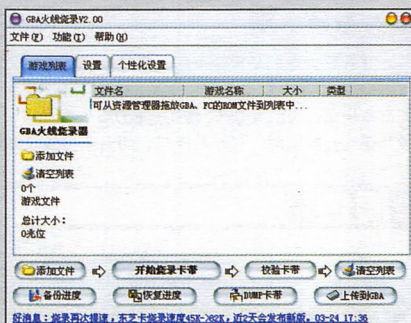 GBA火线烧录V2.00
文件(F) 功能(T) 帮助(H)
游戏列表 设置 个性化设置
文件名 游戏名称 大小 类型
可从资源管理器拖放GBA、FC的ROM文件到列表中...
GBA火线烧录器
添加文件
清空列表
0个
游戏文件
总计大小:
0兆位
添加文件 开始烧录卡带 校验卡带 清空列表
备份进度 恢复进度 DUMP卡带 上传到GBA
好消息:烧录再次提速,东芝卡烧录速度45K->82K,近2天会发布新版, 03-24 17:36